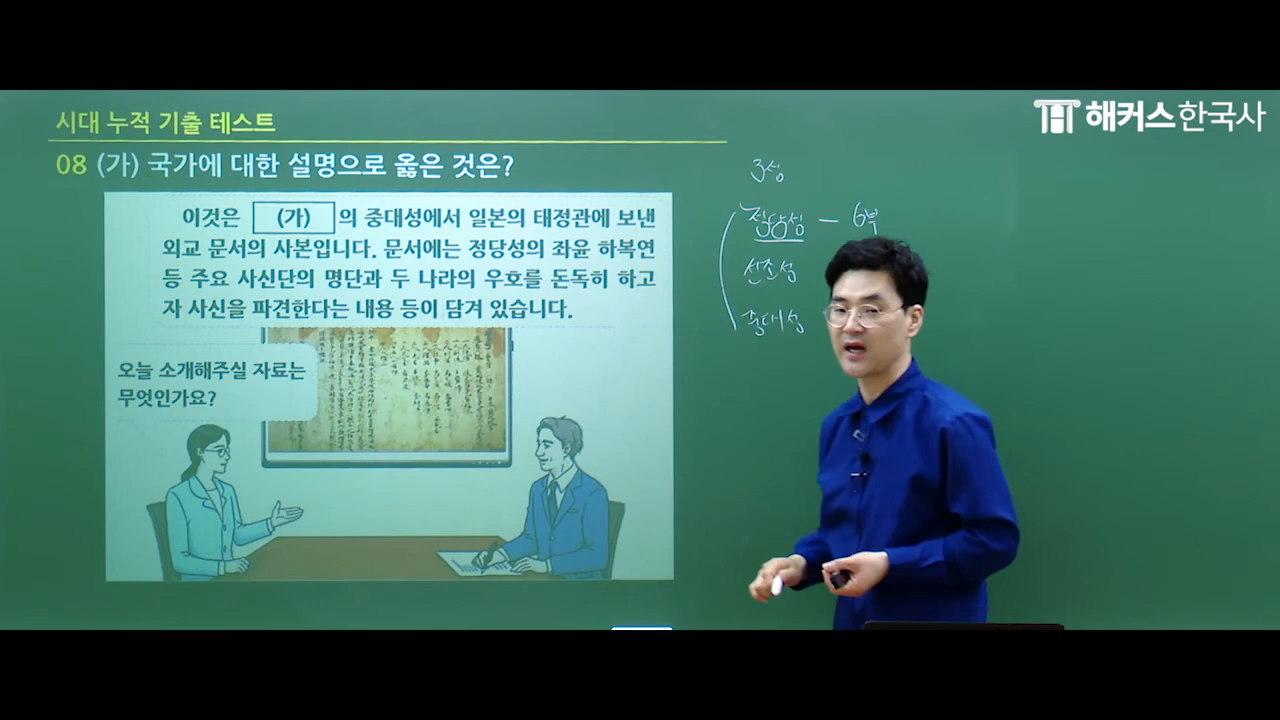 시대 누적 기출 테스트
해커스한국사
08 (가) 국가에 대한 설명으로 옳은 것은?
이것은 (가) 의 중대성에서 일본의 태정관에 보낸
외교 문서의 사본입니다. 문서에는 정당성의 좌윤 하복연
등 주요 사신단의 명단과 두 나라의 우호를 돈독히 하고
자 사신을 파견한다는 내용 등이 담겨 있습니다.
오늘 소개해주실 자료는
무엇인가요?
3성
정당성 — 6부
선조성
중대성